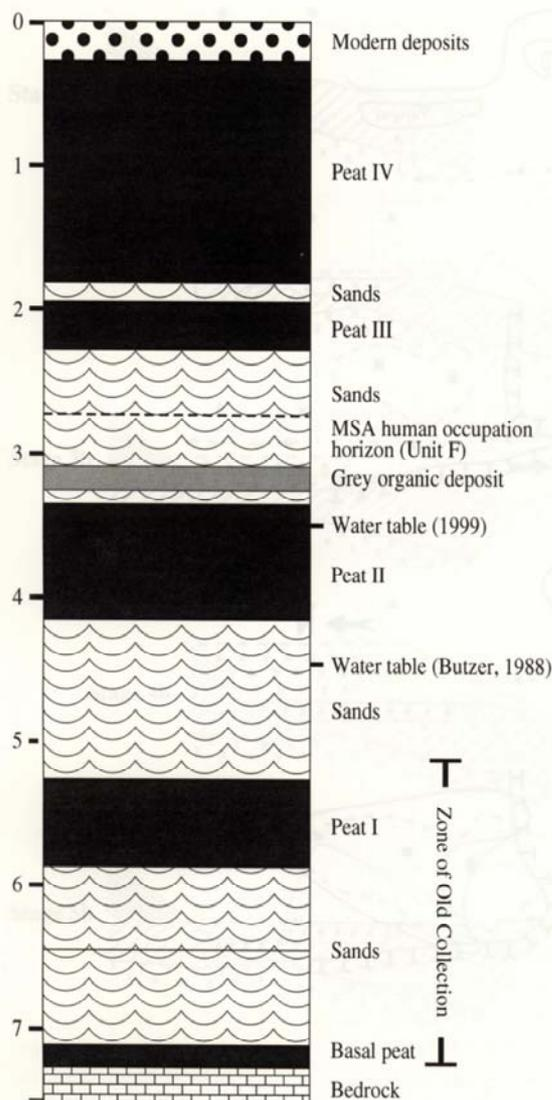 0
Modern deposits
1
Peat IV
Sands
2
Peat III
Sands
MSA human occupation
horizon (Unit F)
3
Grey organic deposit
Water table (1999)
Peat II
4
Water table (Butzer, 1988)
Sands
5
Zone of Old Collection
Peat I
6
Sands
7
Basal peat
Bedrock